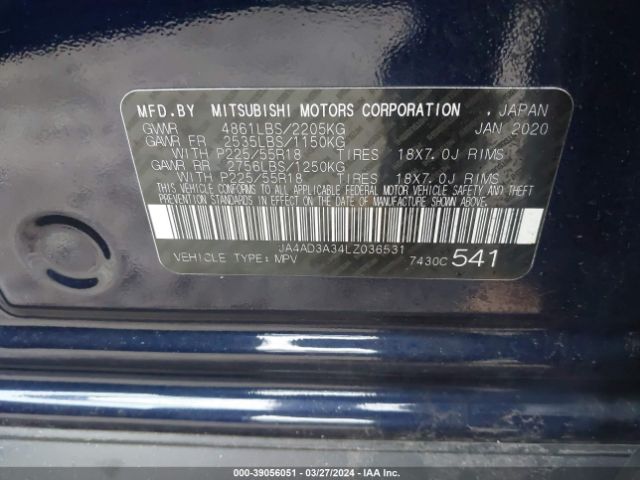 MFD.BY MITSUBISHI MOTORS CORPORATION , JAPAN
GVWR 4861LBS/2205KG JAN 2020
GAWR FR 2535LBS/1150KG
WITH P225/55R18 TIRES 18X7.0J RIMS
GAWR RR 2756LBS/1250KG
WITH P225/55R18 TIRES 18X7.0J RIMS
THIS VEHICLE CONFORMS TO ALL APPLICABLE FEDERAL MOTOR VEHICLE SAFETY AND THEFT
PREVENTION STANDARDS IN EFFECT ON THE DATE OF MANUFACTURE SHOWN ABOVE.
JA4AD3A34LZ036531
VEHICLE TYPE: MPV 7430C 541
000-39056051 — 03/27/2024 — IAA Inc.